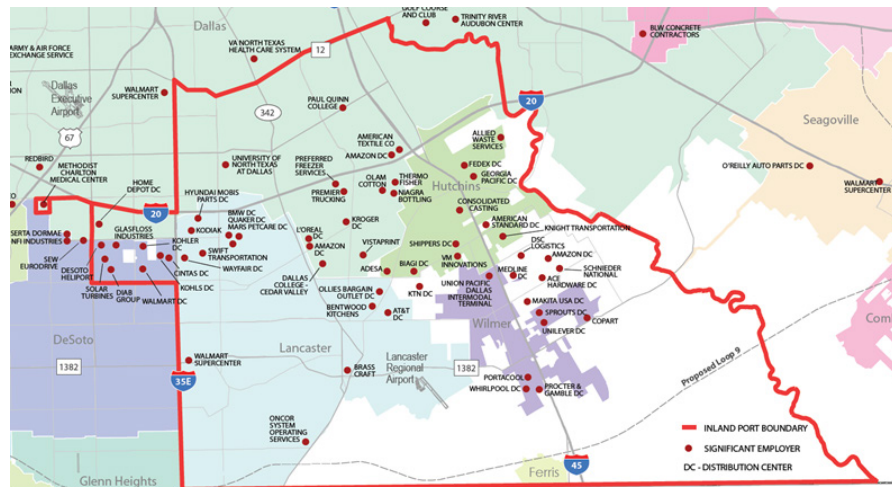 GOLF COURSE
AND CLUB
TRINITY RIVER
AUDUBON CENTER
BLW CONCRETE
CONTRACTORS
Dallas
VA NORTH TEXAS
HEALTH CARE SYSTEM
12
ARMY & AIR FORCE
EXCHANGE SERVICE
WALMART
SUPERCENTER
Dallas
Executive
Airport
PAUL QUINN
COLLEGE
20
342
67
Seagoville
ALLIED
WASTE
SERVICES
AMERICAN
TEXTILE CO
AMAZON DC
REDBIRD
METHODIST
CHARLTON
MEDICAL CENTER
UNIVERSITY OF
NORTH TEXAS
AT DALLAS
PREFERRED
FREEZER
SERVICES
FEDEX DC
GEORGIA
PACIFIC DC
O'REILLY AUTO PARTS DC
WALMART
SUPERCENTER
HOME
DEPOT DC
PREMIER
TRUCKING
OLAM
COTTON
THERMO
FISHER
NIAGRA
BOTTLING
Hutchins
HYUNDAI MOBIS
PARTS DC
CONSOLIDATED
CASTING
20
BMW DC
QUAKER DC
MARS PETCARE DC
KODIAK
L'OREAL
DC
KROGER
DC
AMERICAN
STANDARD DC
KNIGHT TRANSPORTATION
SERTA DORMAE
NFI INDUSTRIES
GLASFLOSS
INDUSTRIES
KOHLER
DC
AMAZON
DC
VISTAPRINT
SHIPPERS DC
DSC
LOGISTICS
AMAZON DC
SEW
EURODRIVE
DESOTO
HELIPORT
SWIFT
TRANSPORTATION
WAYFAIR DC
CINTAS DC
KOHLS DC
VM
INNOVATIONS
SCHNIEDER
NATIONAL
SOLAR
TURBINES
DIAB
GROUP
WALMART DC
DALLAS
COLLEGE -
CEDAR VALLEY
ADESA
BIAGI DC
UNION PACIFIC
DALLAS
INTERMODAL
TERMINAL
MEDLINE
DC
ACE
HARDWARE DC
OLLIES BARGAIN
OUTLET DC
KTN DC
MAKITA USA DC
BENTWOOD
KITCHENS
AT&T
DC
SPROUTS DC
UNILEVER DC
COPART
DeSoto
Wilmer
Lancaster
WALMART
SUPERCENTER
1382
35E
BRASS
CRAFT
Lancaster
Regional
Airport
1382
Proposed Loop 9
PORTACOOL
WHIRLPOOL DC
PROCTER &
GAMBLE DC
ONCOR
SYSTEM
OPERATING
SERVICES
INLAND PORT BOUNDARY
SIGNIFICANT EMPLOYER
DC - DISTRIBUTION CENTER
Glenn Heights
Ferris
45